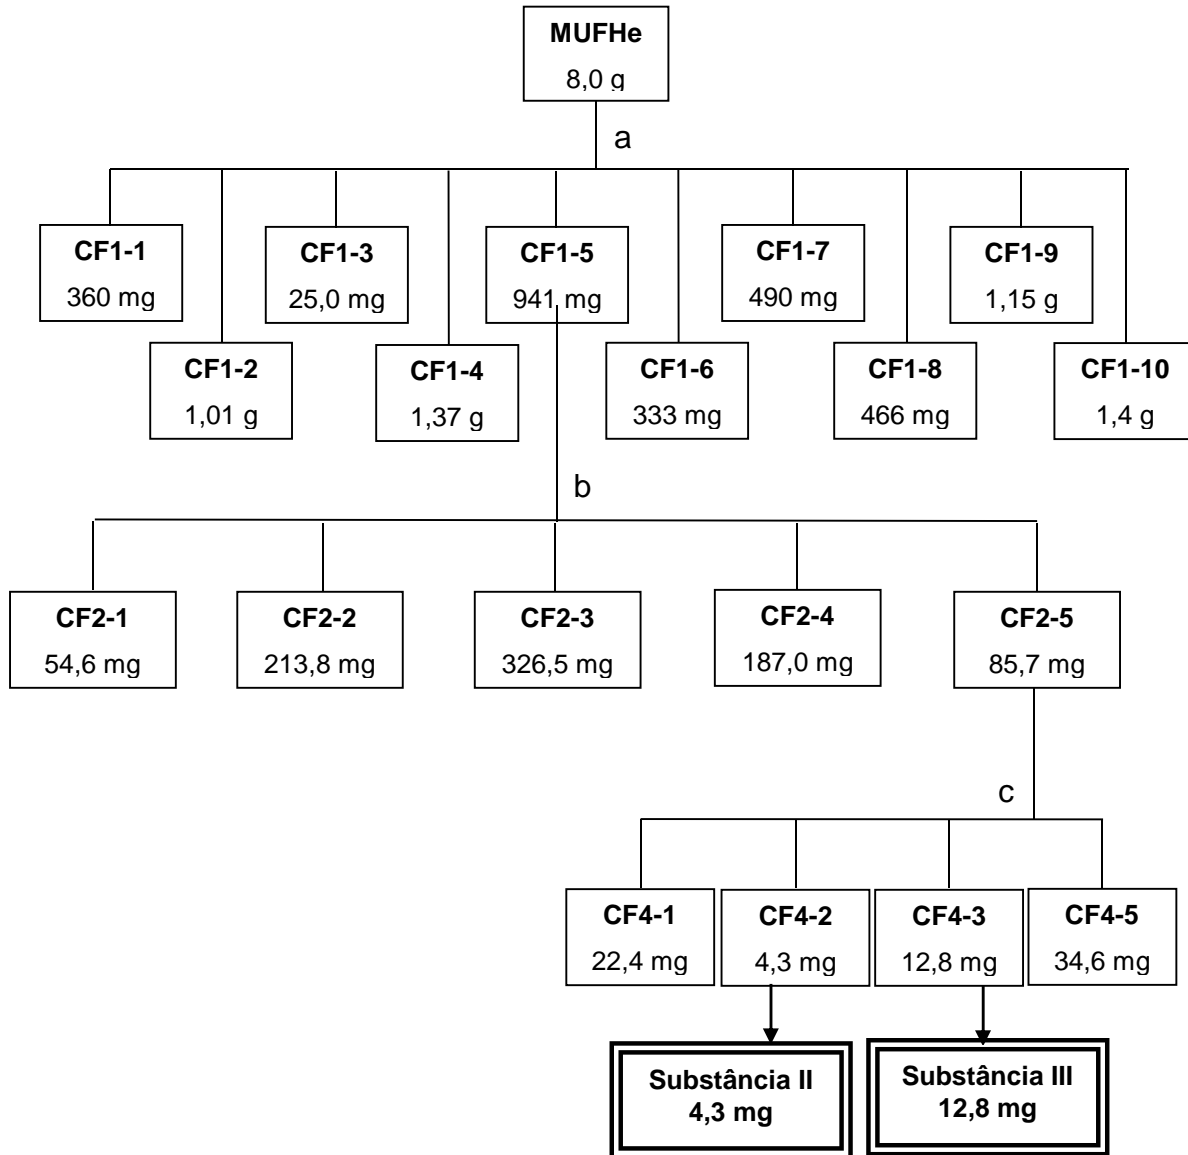 MUFHe
8,0 g
a
CF1-1
360 mg
CF1-3
25,0 mg
CF1-5
941 mg
CF1-7
490 mg
CF1-9
1,15 g
CF1-2
1,01 g
CF1-4
1,37 g
CF1-6
333 mg
CF1-8
466 mg
CF1-10
1,4 g
b
CF2-1
54,6 mg
CF2-2
213,8 mg
CF2-3
326,5 mg
CF2-4
187,0 mg
CF2-5
85,7 mg
c
CF4-1
22,4 mg
CF4-2
4,3 mg
CF4-3
12,8 mg
CF4-5
34,6 mg
Substância II
4,3 mg
Substância III
12,8 mg